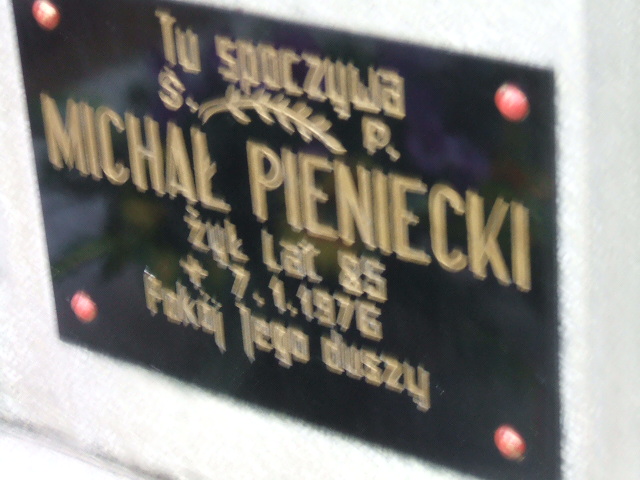 Tu spoczywa
Ś. P.
MICHAŁ PIENIECKI
żył lat 85
+ 7.1.1976
Pokój Jego duszy